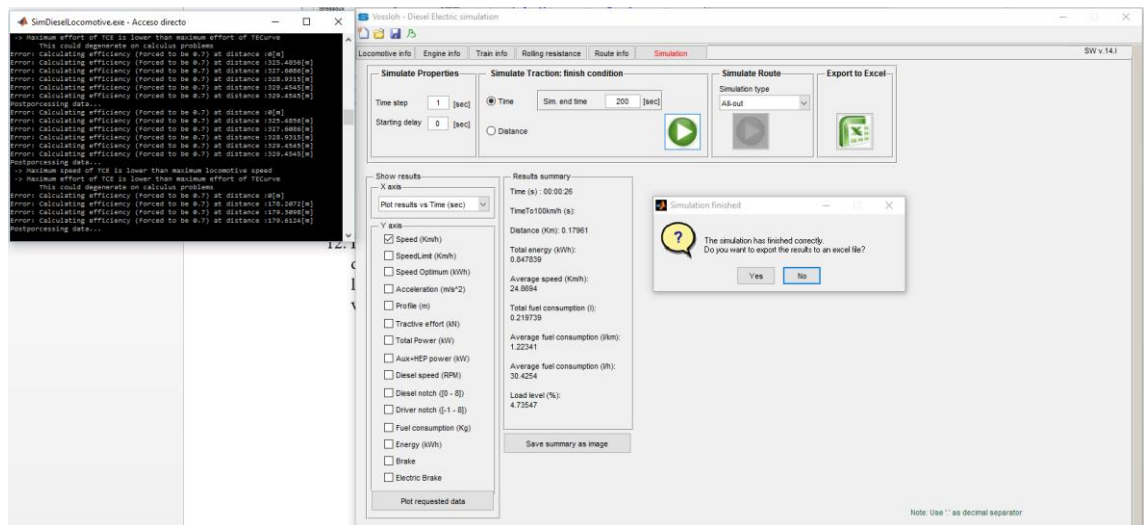 SimDieselLocomotive.exe - Acceso directo
-> Maximum effort of TCE is lower than maximum effort of TECurve
This could degenerate on calculus problems
Error: Calculating efficiency (Forced to be 0.7) at distance :0[m]
Error: Calculating efficiency (Forced to be 0.7) at distance :325.4856[m]
Error: Calculating efficiency (Forced to be 0.7) at distance :327.6086[m]
Error: Calculating efficiency (Forced to be 0.7) at distance :328.9315[m]
Error: Calculating efficiency (Forced to be 0.7) at distance :329.4545[m]
Error: Calculating efficiency (Forced to be 0.7) at distance :329.4545[m]
Postporcessing data...
Error: Calculating efficiency (Forced to be 0.7) at distance :0[m]
Error: Calculating efficiency (Forced to be 0.7) at distance :325.4856[m]
Error: Calculating efficiency (Forced to be 0.7) at distance :327.6086[m]
Error: Calculating efficiency (Forced to be 0.7) at distance :328.9315[m]
Error: Calculating efficiency (Forced to be 0.7) at distance :329.4545[m]
Error: Calculating efficiency (Forced to be 0.7) at distance :329.4545[m]
Postporcessing data...
-> Maximum speed of TCE is lower than maximum locomotive speed
-> Maximum effort of TCE is lower than maximum effort of TECurve
This could degenerate on calculus problems
Error: Calculating efficiency (Forced to be 0.7) at distance :0[m]
Error: Calculating efficiency (Forced to be 0.7) at distance :178.2072[m]
Error: Calculating efficiency (Forced to be 0.7) at distance :179.5098[m]
Error: Calculating efficiency (Forced to be 0.7) at distance :179.6124[m]
Postporcessing data...
12.
Vossloh - Diesel Electric simulation
Locomotive info Engine info Train info Rolling resistance Route info Simulation
SW v.14.I
Simulate Properties
Time step 1 [sec]
Starting delay 0 [sec]
Simulate Traction: finish condition
Time Sim. end time 200 [sec]
Distance
Simulate Route
Simulation type
All-out
Export to Excel
Show results
X axis
Plot results vs Time (sec)
Y axis
Speed (Km/h)
SpeedLimit (Km/h)
Speed Optimum (kWh)
Acceleration (m/s^2)
Profile (m)
Tractive effort (kN)
Total Power (kW)
Aux+HEP power (kW)
Diesel speed (RPM)
Diesel notch ([0 - 8])
Driver notch ([-1 - 8])
Fuel consumption (Kg)
Energy (kWh)
Brake
Electric Brake
Plot requested data
Results summary
Time (s) : 00:00:26
TimeTo100km/h (s):
Distance (Km): 0.17961
Total energy (kWh):
0.847839
Average speed (Km/h):
24.8694
Total fuel consumption (l):
0.219739
Average fuel consumption (l/km):
1.22341
Average fuel consumption (l/h):
30.4254
Load level (%):
4.73547
Save summary as image
Simulation finished
The simulation has finished correctly.
Do you want to export the results to an excel file?
Yes No
Note: Use '.' as decimal separator